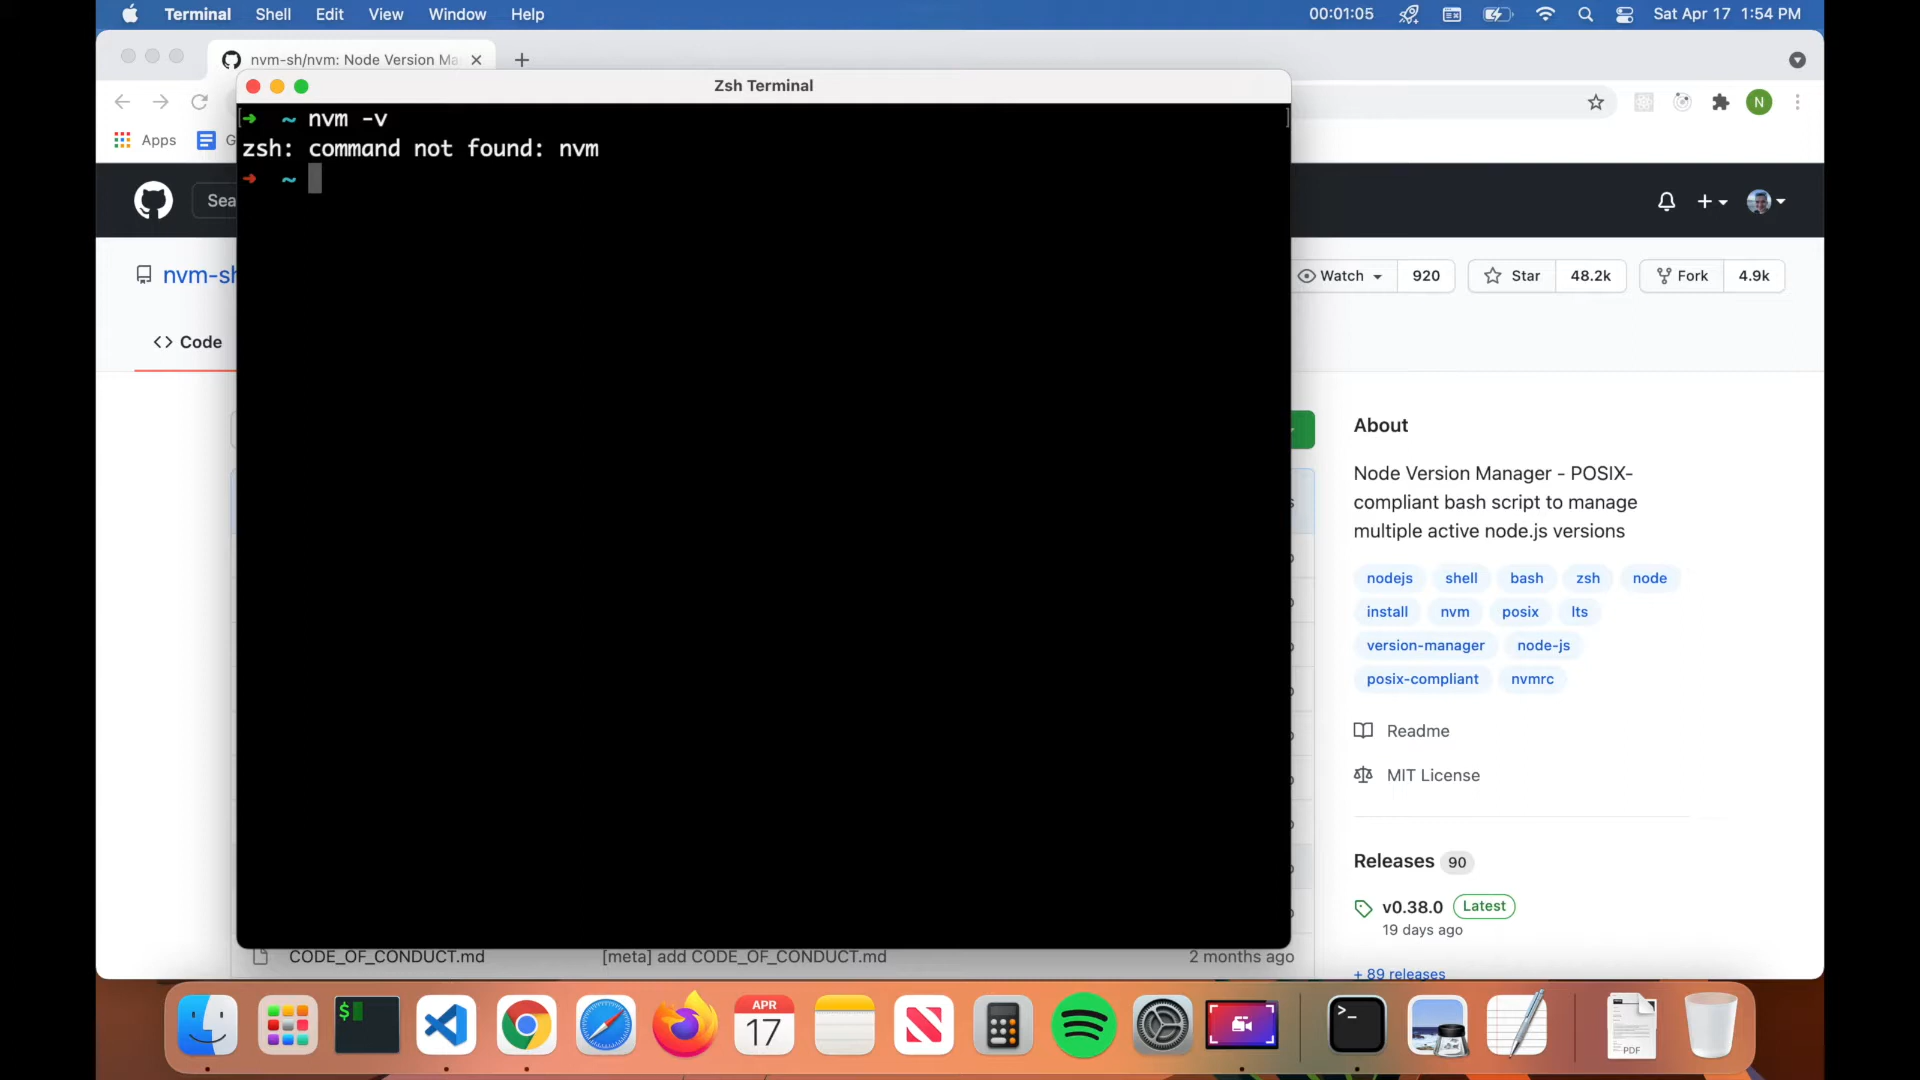 Terminal Shell Edit View Window Help 00:01:05 Sat Apr 17 1:54 PM
nvm-sh/nvm: Node Version Ma
Zsh Terminal
N
Apps G
→ ~ nvm -v
zsh: command not found: nvm
→ ~
Sea
nvm-sh
Watch 920 Star 48.2k Fork 4.9k
<> Code
About
Node Version Manager - POSIX-
compliant bash script to manage
multiple active node.js versions
nodejs shell bash zsh node
install nvm posix lts
version-manager node-js
posix-compliant nvmrc
Readme
MIT License
Releases 90
v0.38.0 Latest
19 days ago
+ 89 releases
CODE_OF_CONDUCT.md [meta] add CODE_OF_CONDUCT.md 2 months ago
$
APR
17
>_
PDF